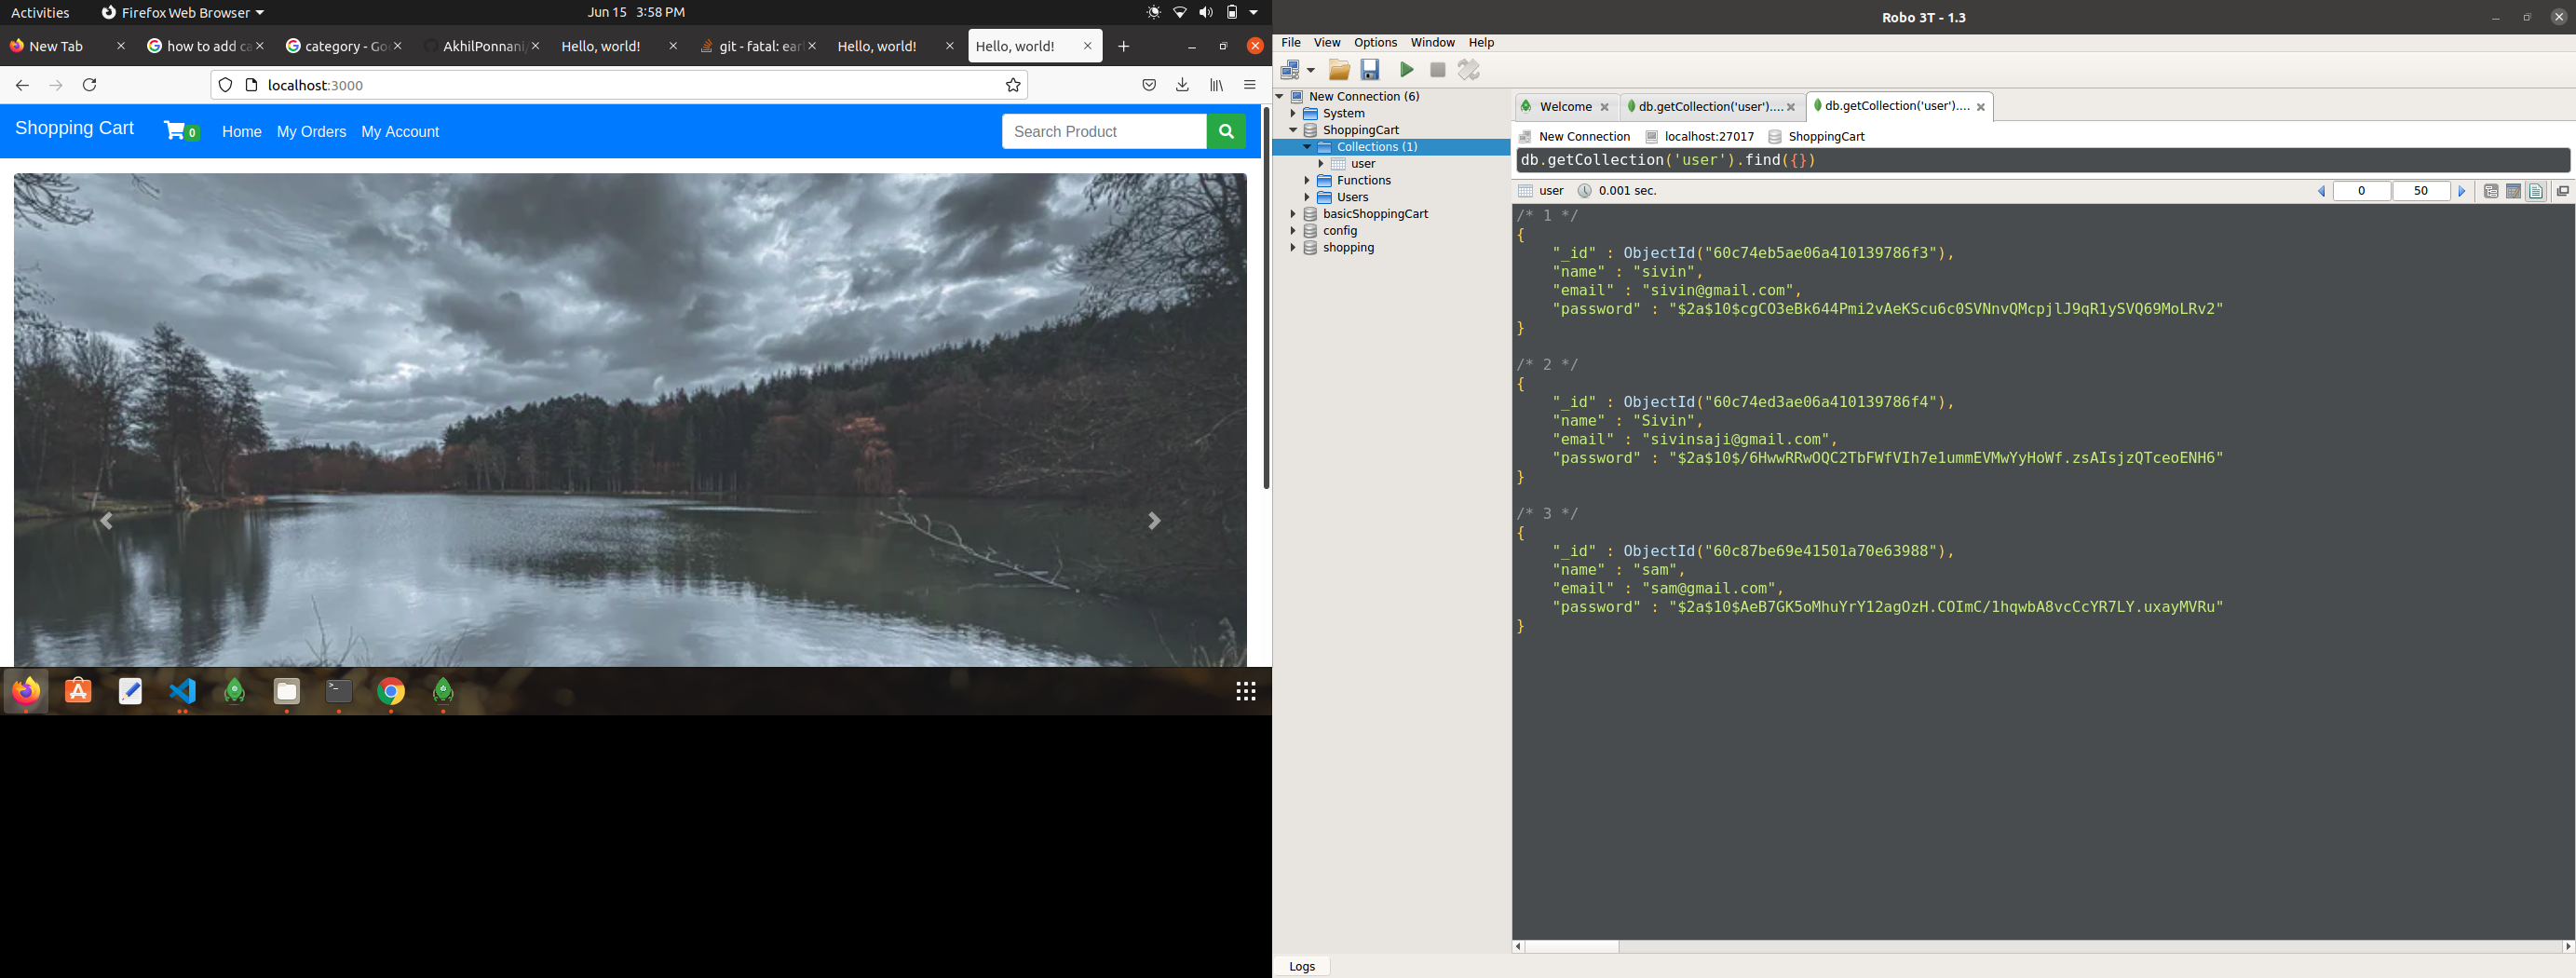 Activities
Firefox Web Browser
Jun 15 3:58 PM
New Tab
how to add ca
category - Goo
AkhilPonnani/
Hello, world!
git - fatal: earl
Hello, world!
Hello, world!
localhost:3000
Shopping Cart
0
Home
My Orders
My Account
Search Product
Robo 3T - 1.3
File View Options Window Help
New Connection (6)
System
ShoppingCart
Collections (1)
user
Functions
Users
basicShoppingCart
config
shopping
Welcome
db.getCollection('user')....
db.getCollection('user')....
New Connection localhost:27017 ShoppingCart
db.getCollection('user').find({})
user 0.001 sec.
0 50
/* 1 */
{
"_id" : ObjectId("60c74eb5ae06a410139786f3"),
"name" : "sivin",
"email" : "sivin@gmail.com",
"password" : "$2a$10$cgCO3eBk644Pmi2vAeKScu6c0SVNnvQMcpjlJ9qR1ySVQ69MoLRv2"
}
/* 2 */
{
"_id" : ObjectId("60c74ed3ae06a410139786f4"),
"name" : "Sivin",
"email" : "sivinsaji@gmail.com",
"password" : "$2a$10$/6HwwRRwOQC2TbFWfVIh7e1ummEVMwYyHoWf.zsAIsjzQTceoENH6"
}
/* 3 */
{
"_id" : ObjectId("60c87be69e41501a70e63988"),
"name" : "sam",
"email" : "sam@gmail.com",
"password" : "$2a$10$AeB7GK5oMhuYrY12agOzH.COImC/1hqwbA8vcCcYR7LY.uxayMVRu"
}
Logs